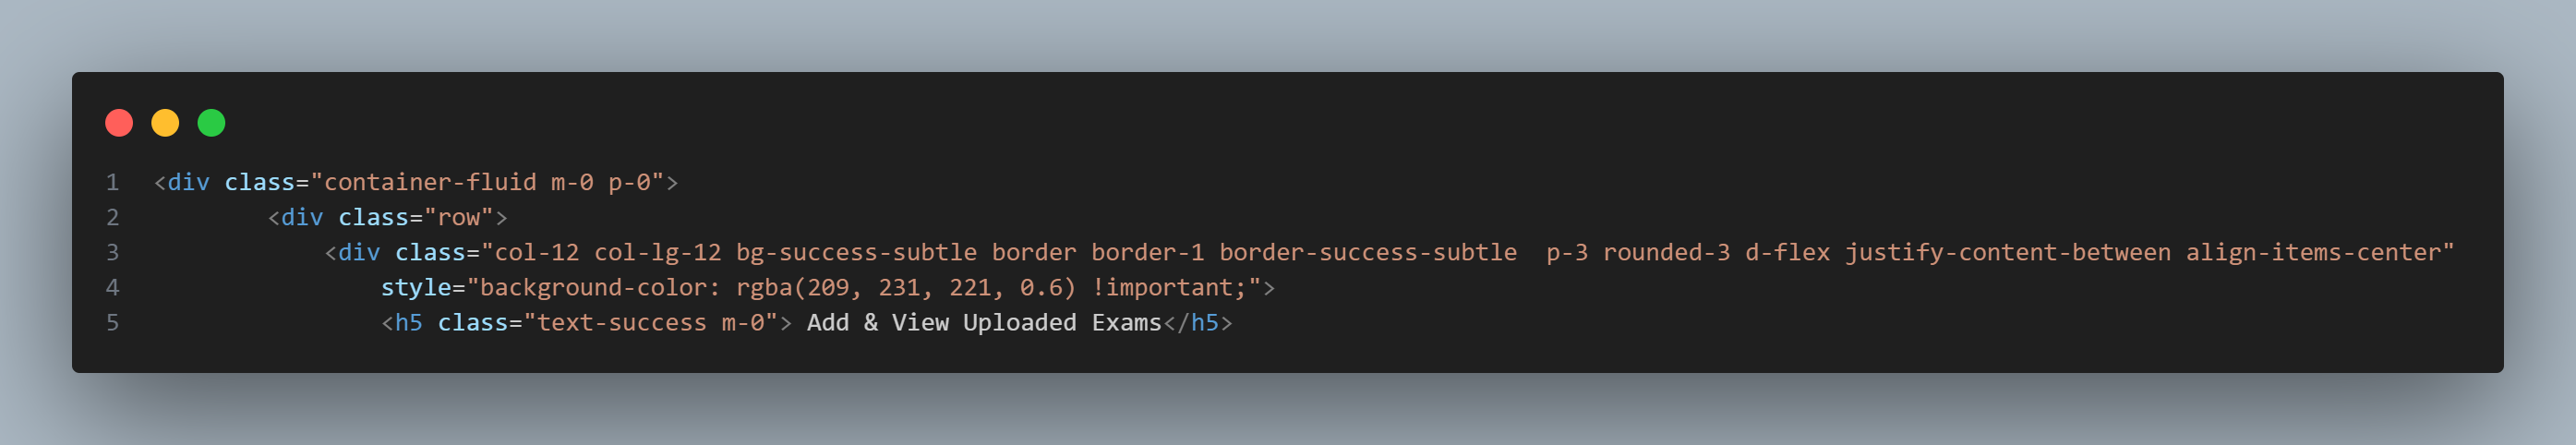 1 <div class="container-fluid m-0 p-0">
2         <div class="row">
3             <div class="col-12 col-lg-12 bg-success-subtle border border-1 border-success-subtle  p-3 rounded-3 d-flex justify-content-between align-items-center"
4                 style="background-color: rgba(209, 231, 221, 0.6) !important;">
5                 <h5 class="text-success m-0"> Add & View Uploaded Exams</h5>